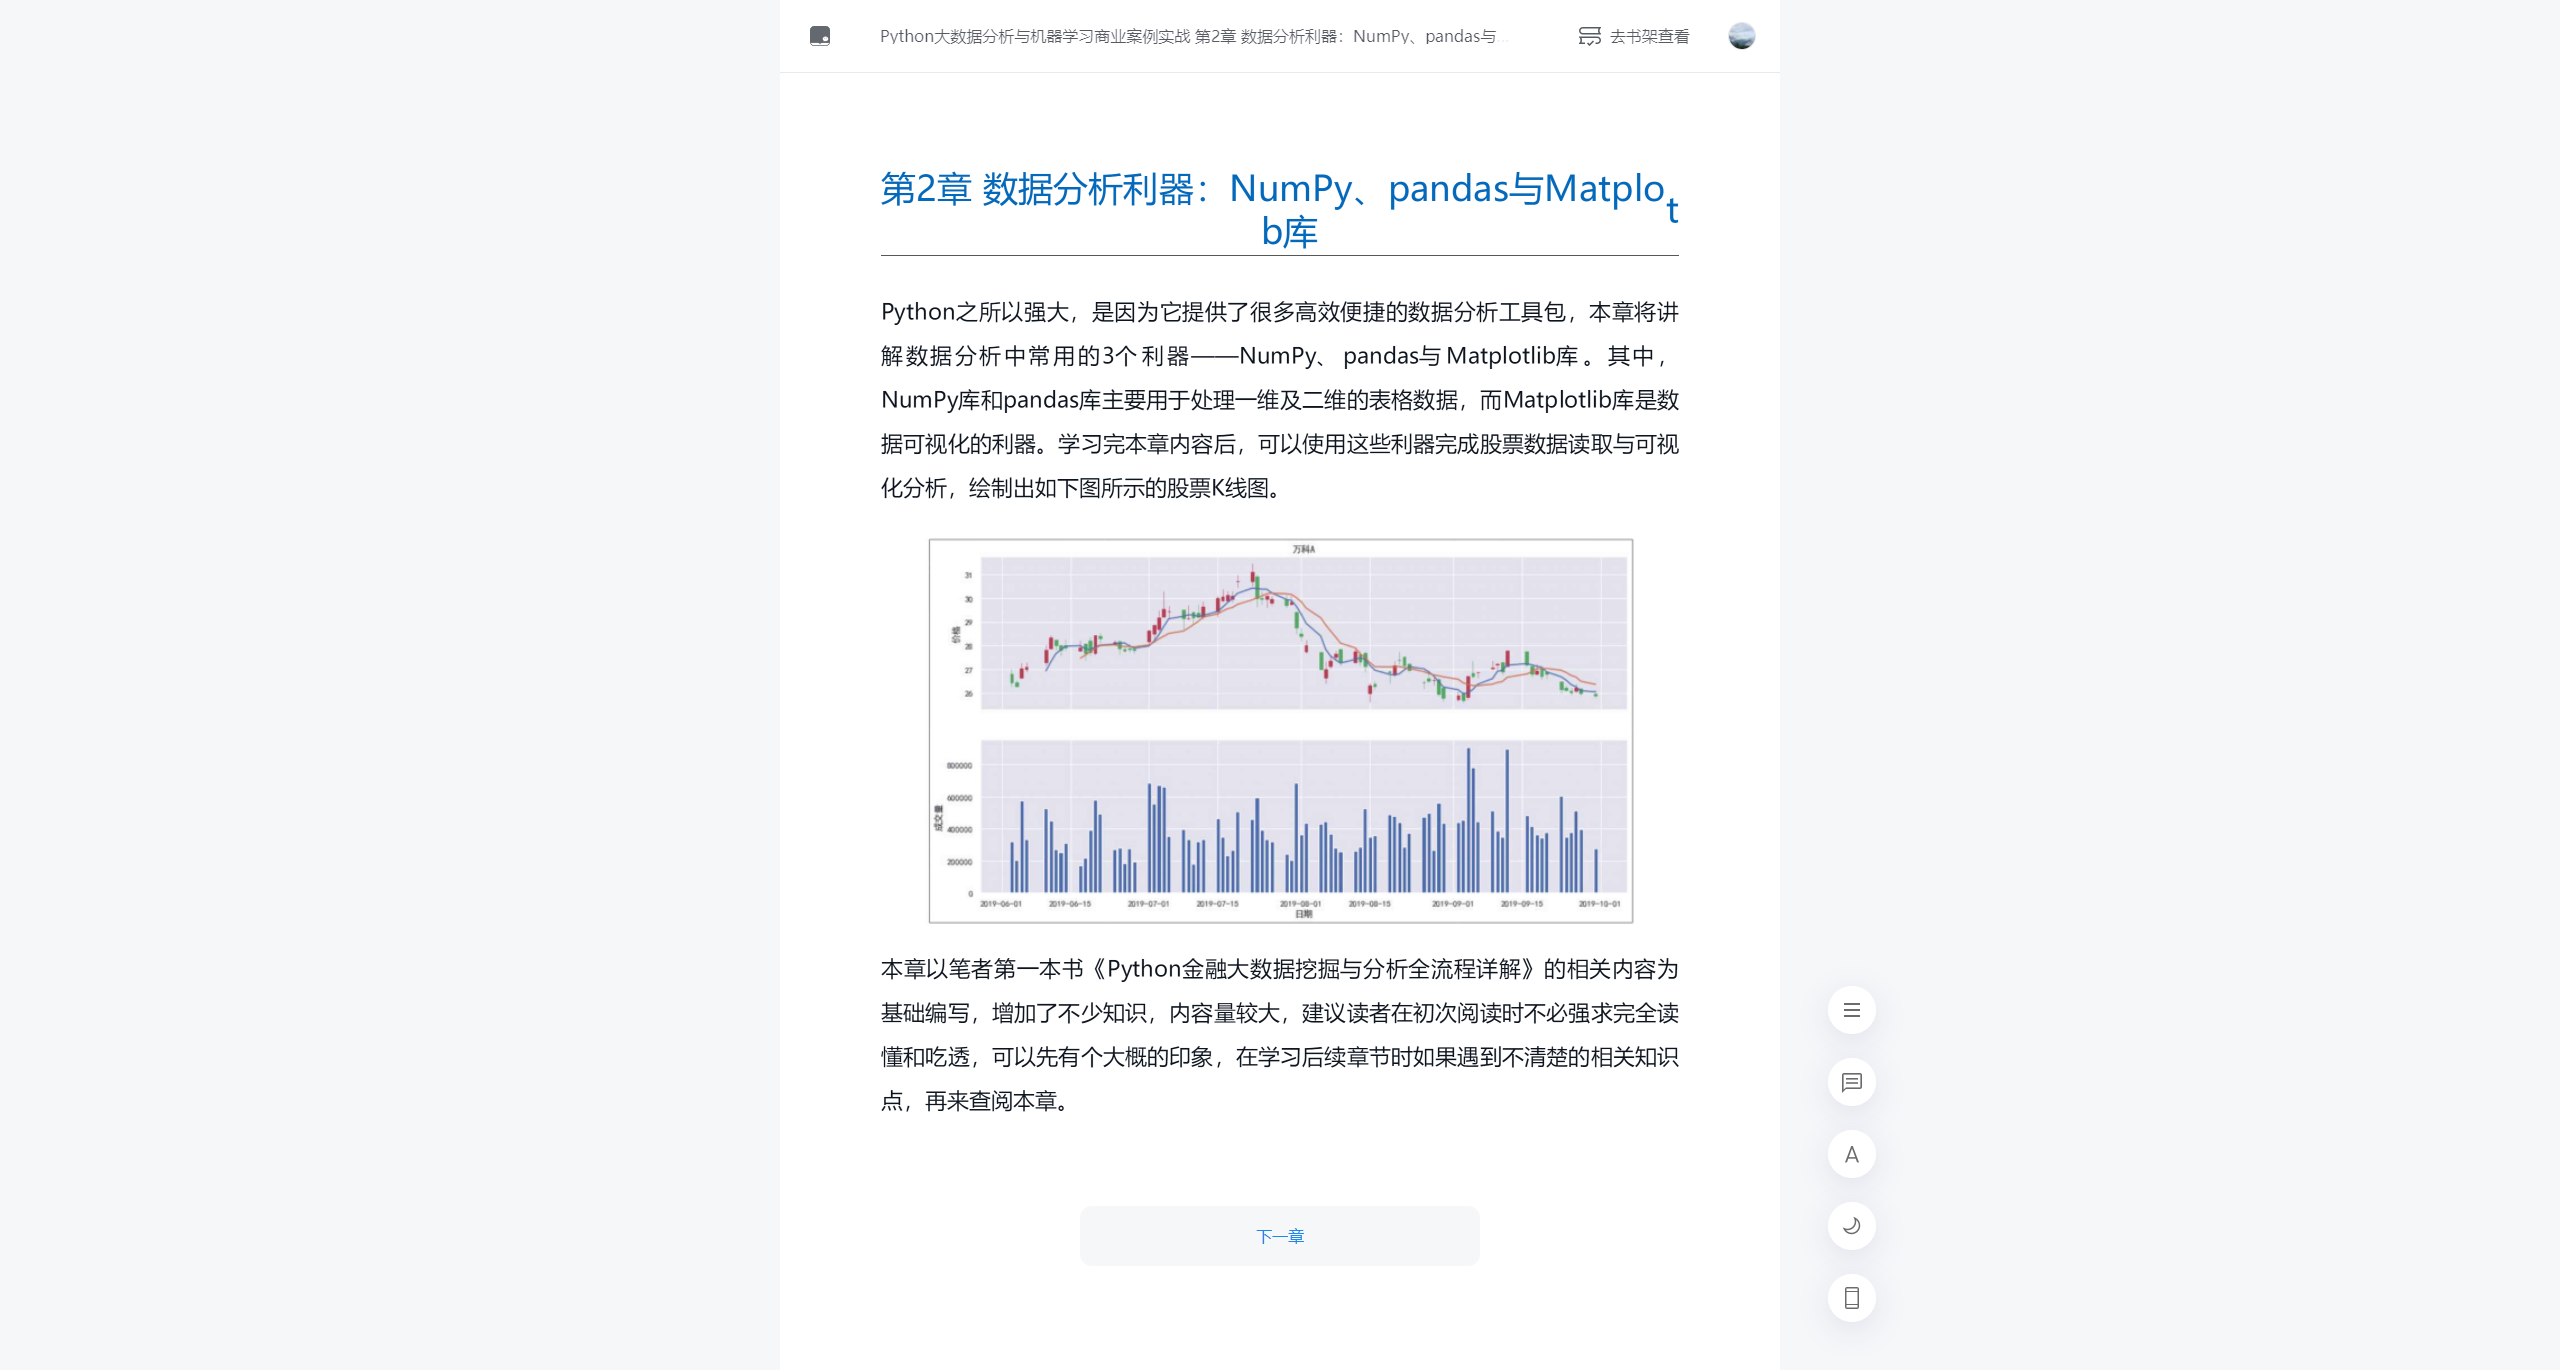 Python大数据分析与机器学习商业案例实战 第2章 数据分析利器：NumPy、pandas与...
去书架查看
第2章 数据分析利器：NumPy、pandas与Matplot
b库
Python之所以强大，是因为它提供了很多高效便捷的数据分析工具包，本章将讲
解数据分析中常用的3个利器——NumPy、pandas与Matplotlib库。其中，
NumPy库和pandas库主要用于处理一维及二维的表格数据，而Matplotlib库是数
据可视化的利器。学习完本章内容后，可以使用这些利器完成股票数据读取与可视
化分析，绘制出如下图所示的股票K线图。
万科A
31
30
29
28
27
26
价格
800000
600000
400000
200000
0
成交量
2019-06-01 2019-06-15 2019-07-01 2019-07-15 2019-08-01 2019-08-15 2019-09-01 2019-09-15 2019-10-01
日期
本章以笔者第一本书《Python金融大数据挖掘与分析全流程详解》的相关内容为
基础编写，增加了不少知识，内容量较大，建议读者在初次阅读时不必强求完全读
懂和吃透，可以先有个大概的印象，在学习后续章节时如果遇到不清楚的相关知识
点，再来查阅本章。
A
下一章